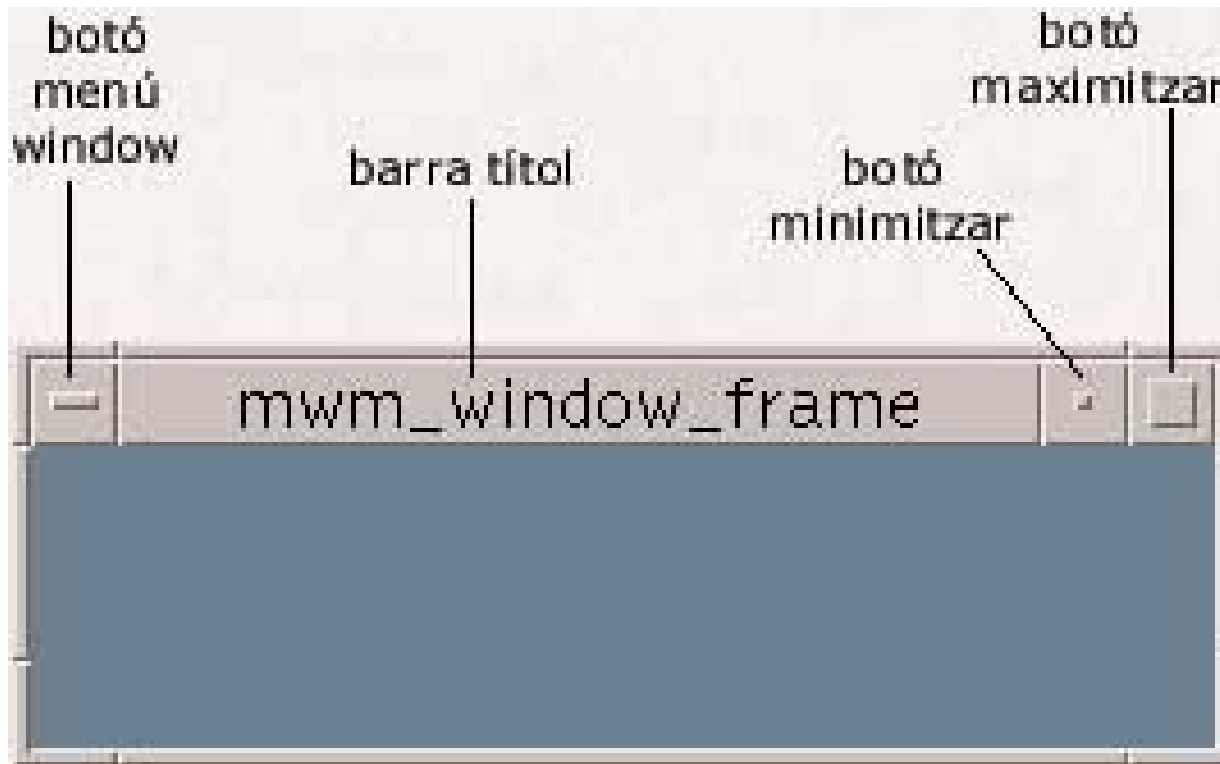 botó
menú
window
barra títol
botó
minimitzar
botó
maximitzar
mwm_window_frame